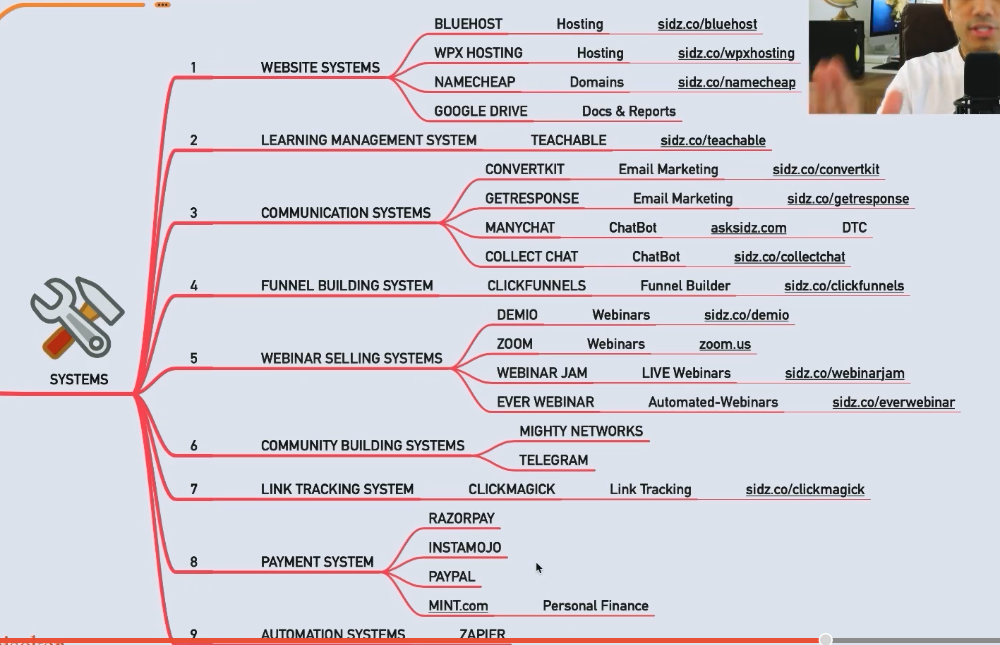 1 WEBSITE SYSTEMS
BLUEHOST Hosting sidz.co/bluehost
WPX HOSTING Hosting sidz.co/wpxhosting
NAMECHEAP Domains sidz.co/namecheap
GOOGLE DRIVE Docs & Reports
2 LEARNING MANAGEMENT SYSTEM TEACHABLE sidz.co/teachable
3 COMMUNICATION SYSTEMS
CONVERTKIT Email Marketing sidz.co/convertkit
GETRESPONSE Email Marketing sidz.co/getresponse
MANYCHAT ChatBot asksidz.com DTC
COLLECT CHAT ChatBot sidz.co/collectchat
4 FUNNEL BUILDING SYSTEM CLICKFUNNELS Funnel Builder sidz.co/clickfunnels
SYSTEMS
5 WEBINAR SELLING SYSTEMS
DEMIO Webinars sidz.co/demio
ZOOM Webinars zoom.us
WEBINAR JAM LIVE Webinars sidz.co/webinarjam
EVER WEBINAR Automated-Webinars sidz.co/everwebinar
6 COMMUNITY BUILDING SYSTEMS
MIGHTY NETWORKS
TELEGRAM
7 LINK TRACKING SYSTEM CLICKMAGICK Link Tracking sidz.co/clickmagick
8 PAYMENT SYSTEM
RAZORPAY
INSTAMOJO
PAYPAL
MINT.com Personal Finance
9 AUTOMATION SYSTEMS ZAPIER